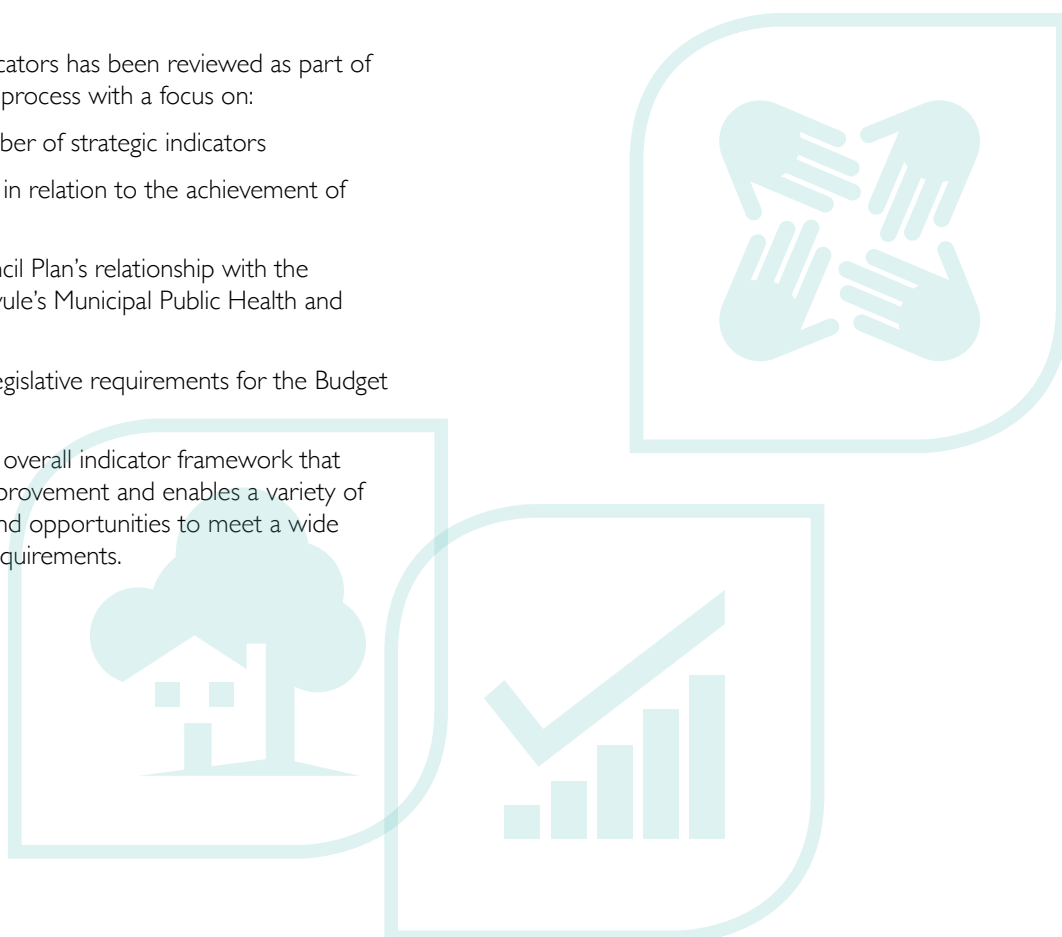 cators has been reviewed as part of
process with a focus on:
ber of strategic indicators
in relation to the achievement of
ncil Plan’s relationship with the
yule’s Municipal Public Health and
egislative requirements for the Budget
overall indicator framework that
provement and enables a variety of
nd opportunities to meet a wide
quirements.